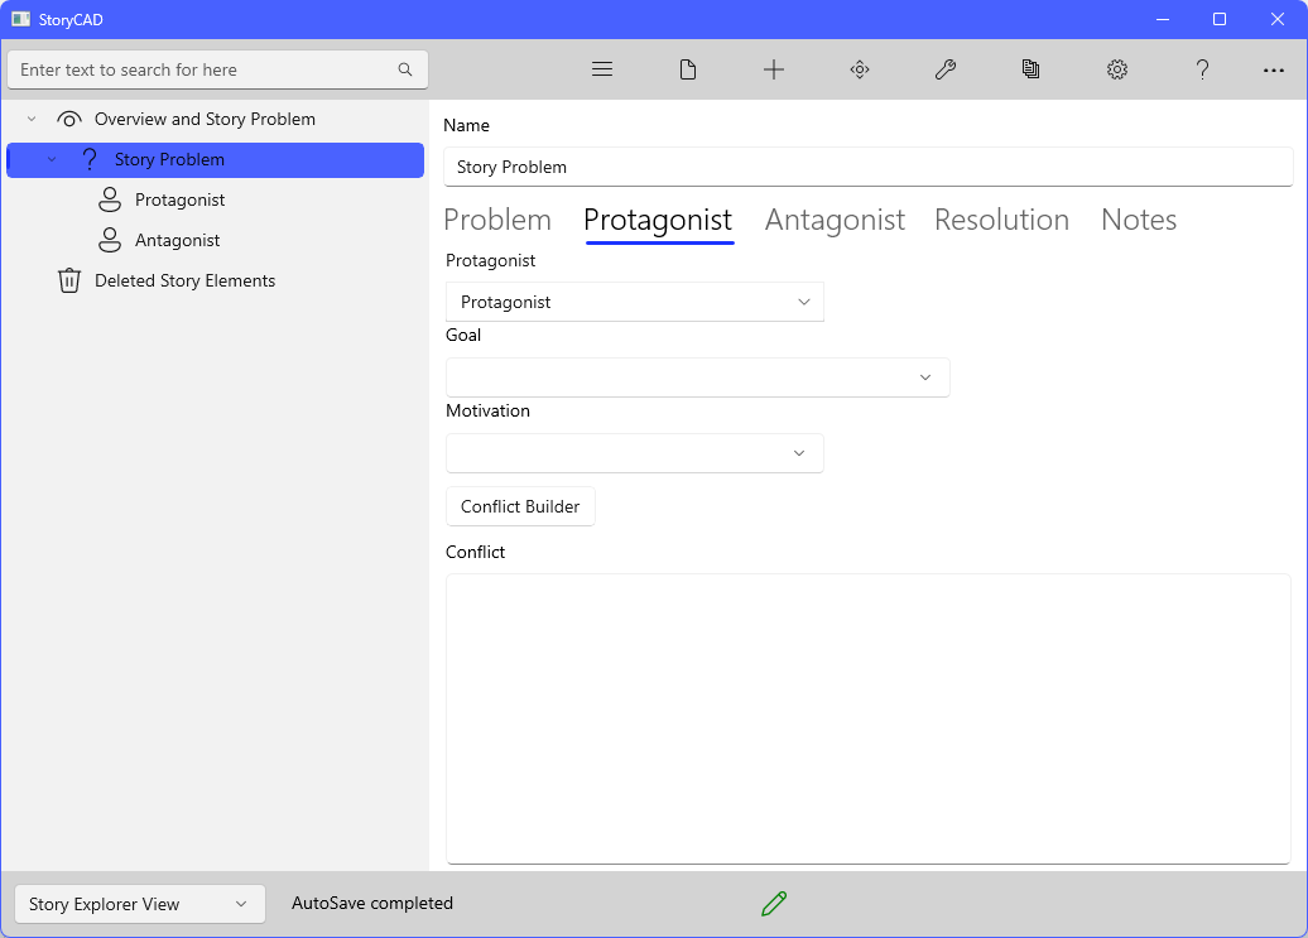 StoryCAD
Enter text to search for here
Overview and Story Problem
Story Problem
Protagonist
Antagonist
Deleted Story Elements
Name
Story Problem
Problem Protagonist Antagonist Resolution Notes
Protagonist
Protagonist
Goal
Motivation
Conflict Builder
Conflict
Story Explorer View
AutoSave completed